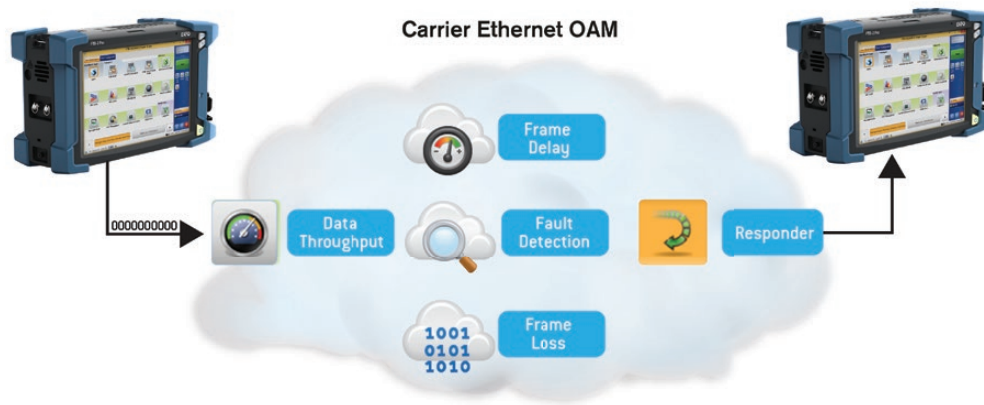 Carrier Ethernet OAM
Frame
Delay
0000000000
Data
Throughput
Fault
Detection
Responder
1001
0101
1010
Frame
Loss